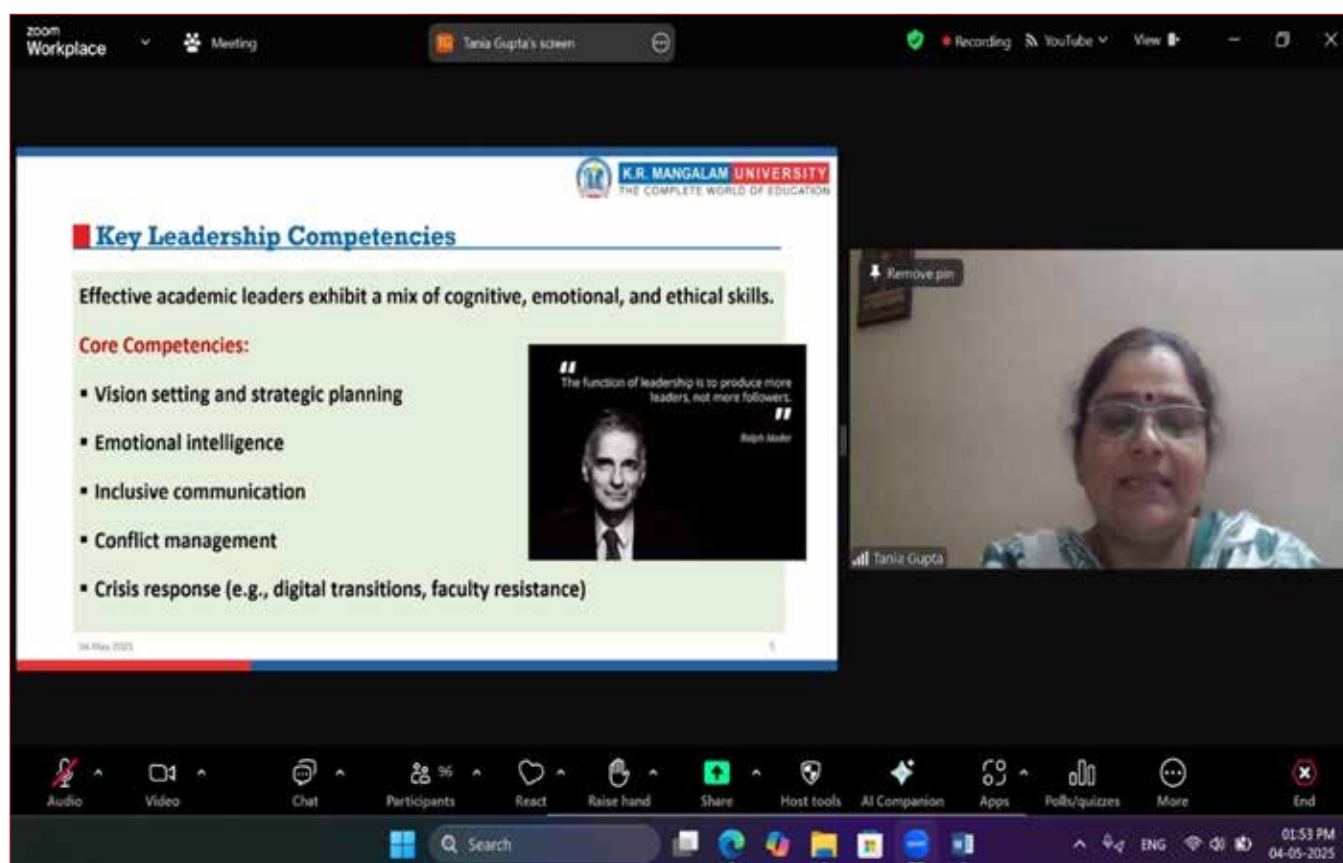 zoom
Workplace
Meeting
TG Tania Gupta's screen
Recording
YouTube
View
K.R. MANGALAM UNIVERSITY
THE COMPLETE WORLD OF EDUCATION
Key Leadership Competencies
Effective academic leaders exhibit a mix of cognitive, emotional, and ethical skills.
Core Competencies:
▪ Vision setting and strategic planning
▪ Emotional intelligence
▪ Inclusive communication
▪ Conflict management
▪ Crisis response (e.g., digital transitions, faculty resistance)
"
The function of leadership is to produce more
leaders, not more followers.
"
Ralph Nader
04 May 2025
Remove pin
Tania Gupta
Audio
Video
Chat
96
Participants
React
Raise hand
Share
Host tools
AI Companion
Apps
Polls/quizzes
More
End
Search
ENG
01:53 PM
04-05-2025